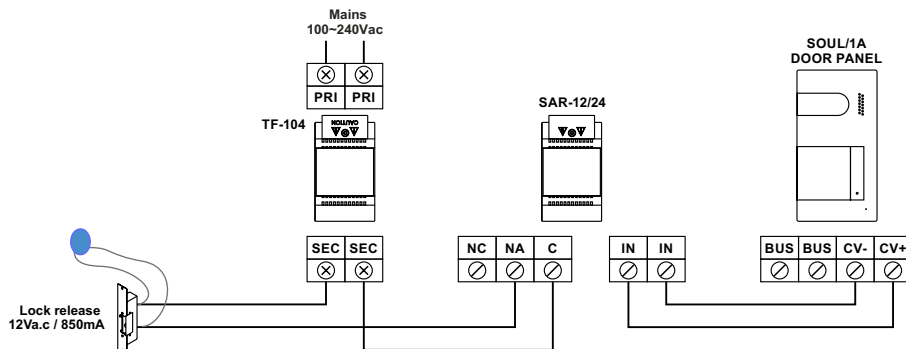 Mains
100~240Vac
SOUL/1A
DOOR PANEL
PRI PRI
SAR-12/24
TF-104
CAUTION
SEC SEC
NC NA C
IN IN
BUS BUS CV- CV+
Lock release
12Va.c / 850mA